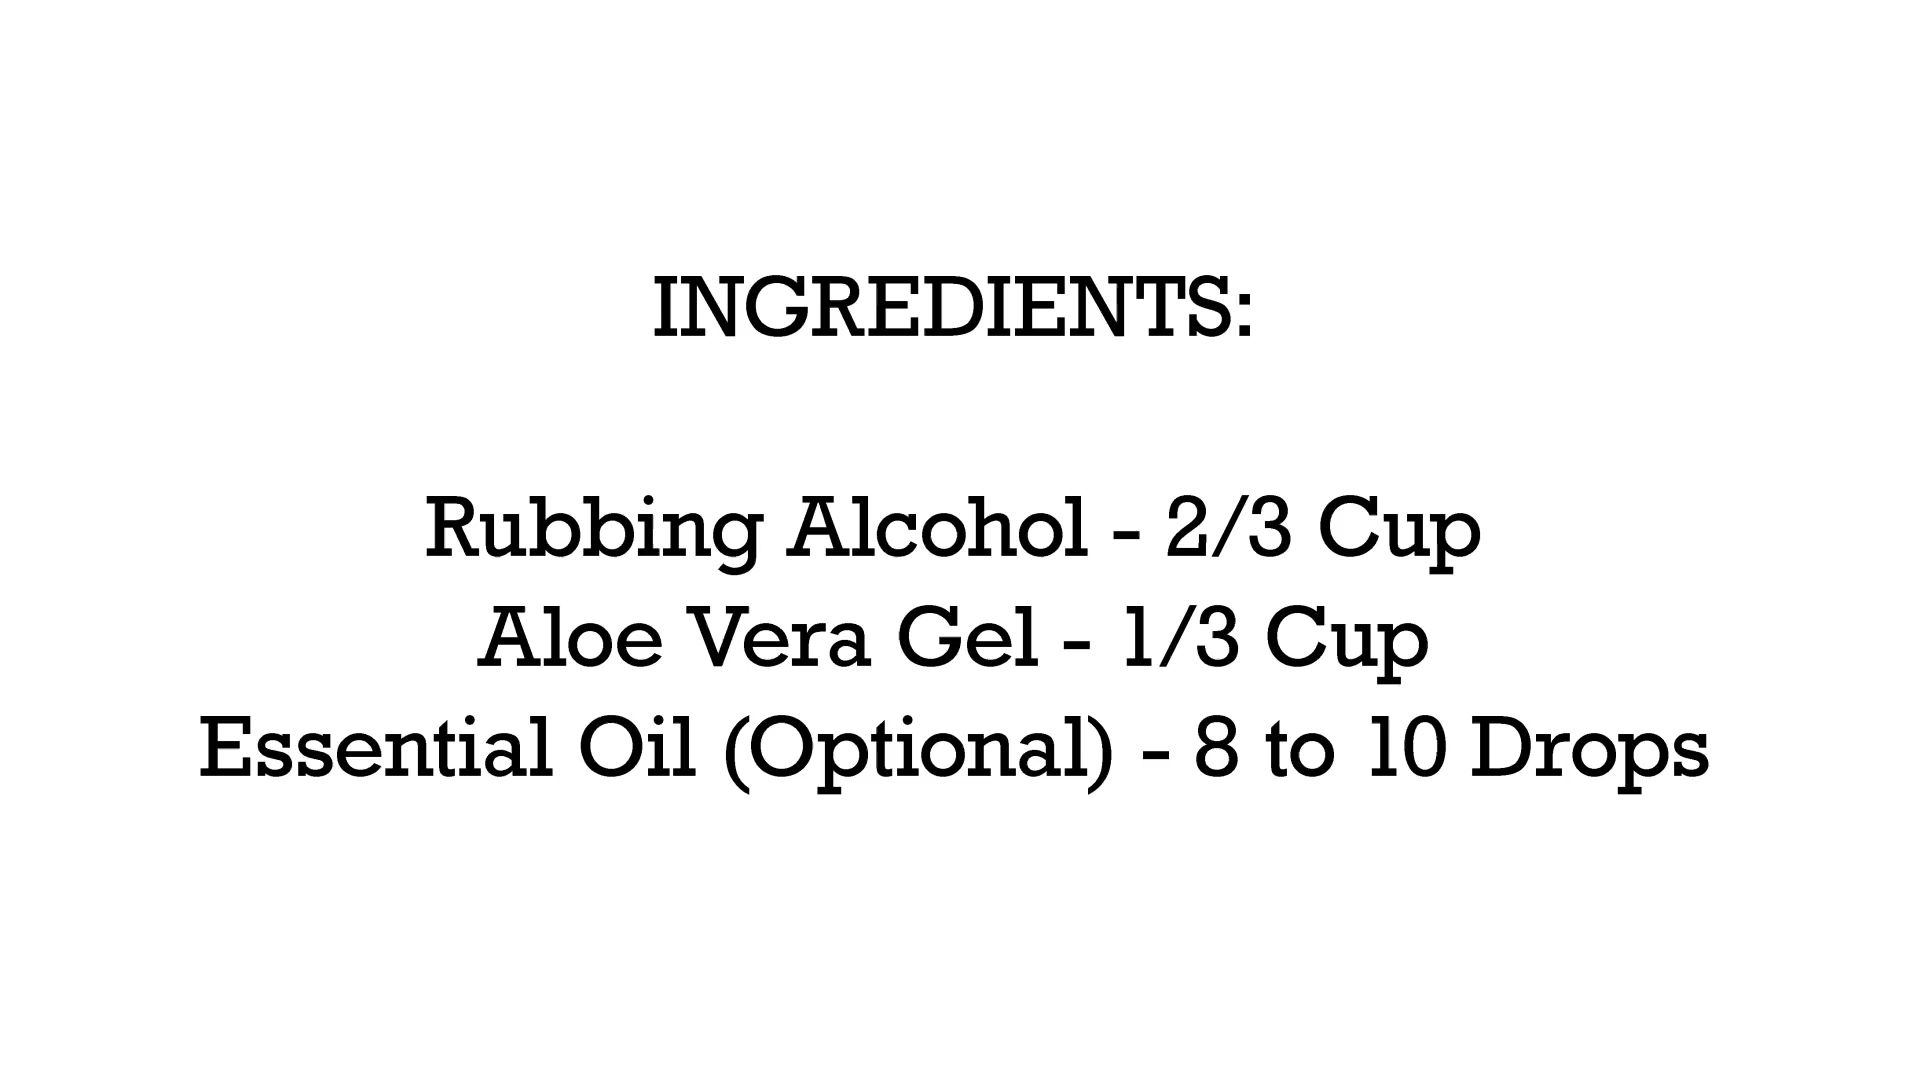 INGREDIENTS:
Rubbing Alcohol - 2/3 Cup
Aloe Vera Gel - 1/3 Cup
Essential Oil (Optional) - 8 to 10 Drops